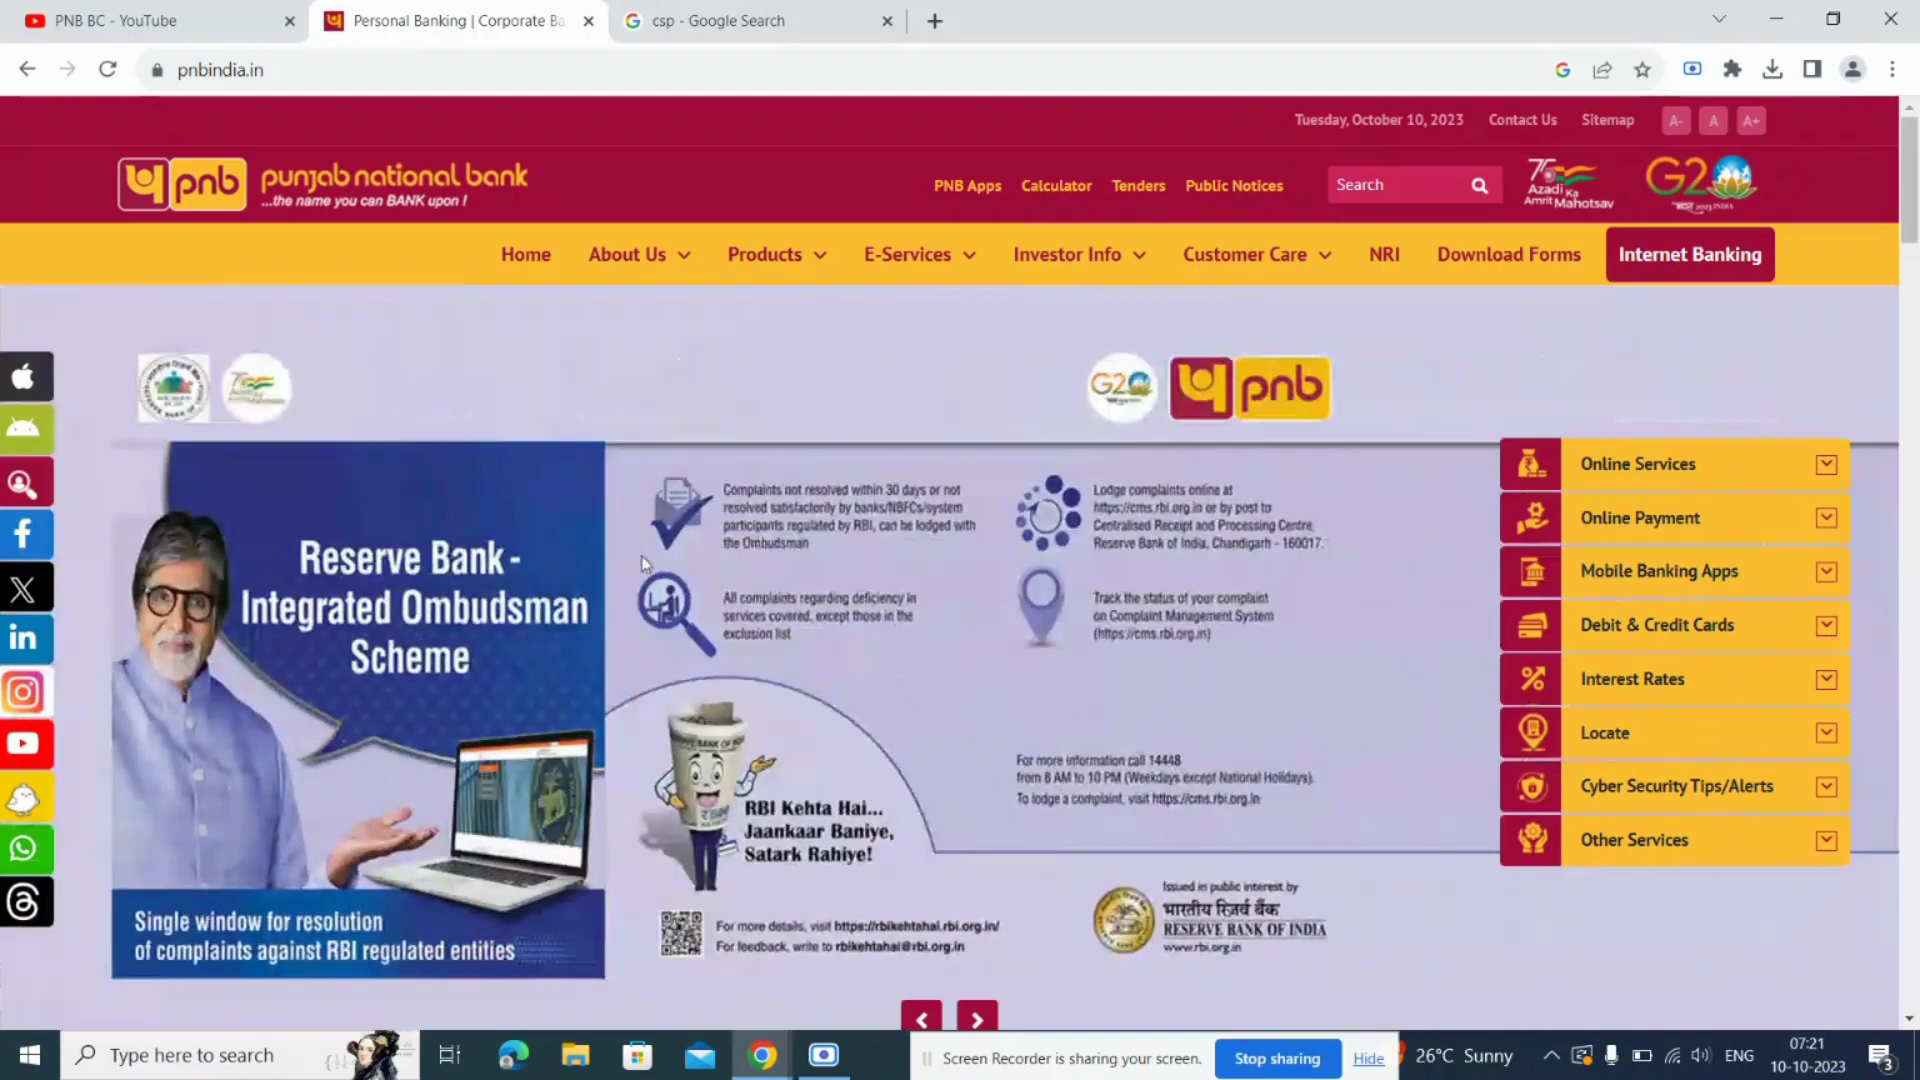 PNB BC - YouTube
Personal Banking | Corporate Ba
csp - Google Search
pnbindia.in
Tuesday, October 10, 2023 Contact Us Sitemap A- A A+
पnb punjab national bank
...the name you can BANK upon !
PNB Apps Calculator Tenders Public Notices Search
75 Azadi Ka Amrit Mahotsav
G20
Home About Us Products E-Services Investor Info Customer Care NRI Download Forms Internet Banking
G20
pnb
Reserve Bank -
Integrated Ombudsman
Scheme
Complaints not resolved within 30 days or not
resolved satisfactorily by banks/NBFCs/system
participants regulated by RBI, can be lodged with
the Ombudsman
Lodge complaints online at
https://cms.rbi.org.in or by post to
Centralised Receipt and Processing Centre,
Reserve Bank of India, Chandigarh - 160017.
All complaints regarding deficiency in
services covered, except those in the
exclusion list
Track the status of your complaint
on Complaint Management System
(https://cms.rbi.org.in)
For more information call 14448
from 8 AM to 10 PM (Weekdays except National Holidays).
To lodge a complaint, visit https://cms.rbi.org.in
RBI Kehta Hai...
Jaankaar Baniye,
Satark Rahiye!
Single window for resolution
of complaints against RBI regulated entities
For more details, visit https://rbikehtahai.rbi.org.in/
For feedback, write to rbikehtahai@rbi.org.in
Issued in public interest by
भारतीय रिज़र्व बैंक
RESERVE BANK OF INDIA
www.rbi.org.in
Online Services
Online Payment
Mobile Banking Apps
Debit & Credit Cards
Interest Rates
Locate
Cyber Security Tips/Alerts
Other Services
Type here to search
Screen Recorder is sharing your screen. Stop sharing Hide
26°C Sunny
ENG
07:21
10-10-2023
3